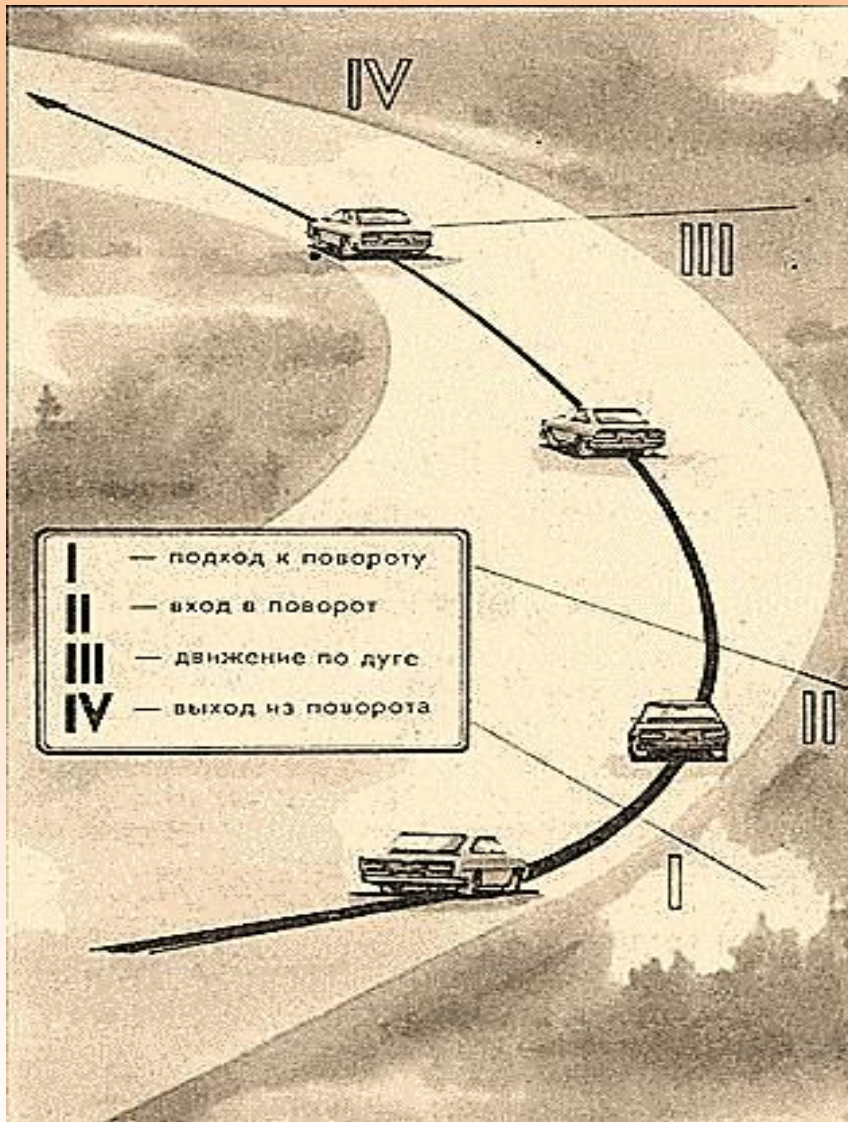 IV
III
I — подход к повороту
II — вход в поворот
III — движение по дуге
IV — выход из поворота
II
I